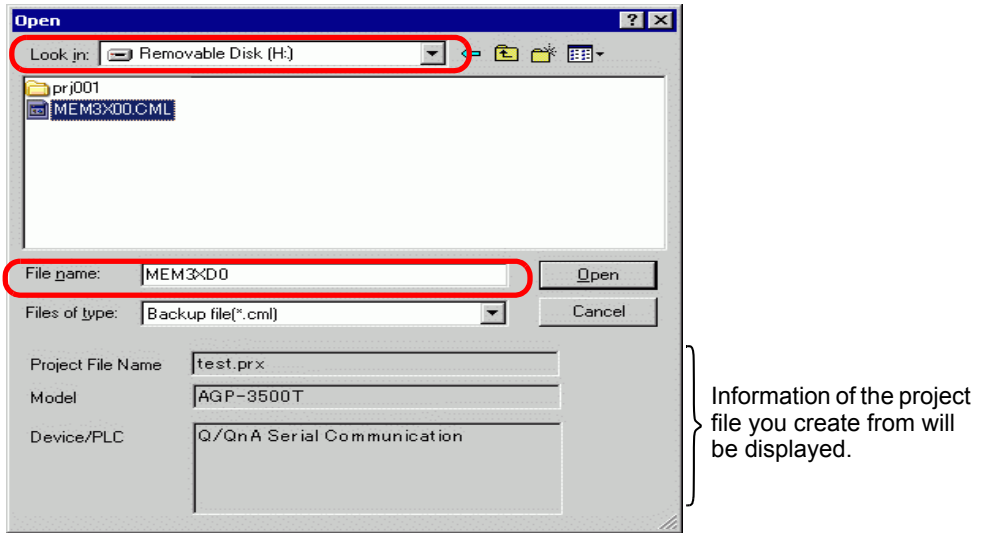 Open
Look in: Removable Disk (H:)
prj001
MEM3X00.CML
File name: MEM3XD0 Open
Files of type: Backup file(*.cml) Cancel
Project File Name test.prx
Model AGP-3500T
Device/PLC Q/QnA Serial Communication
Information of the project
file you create from will
be displayed.